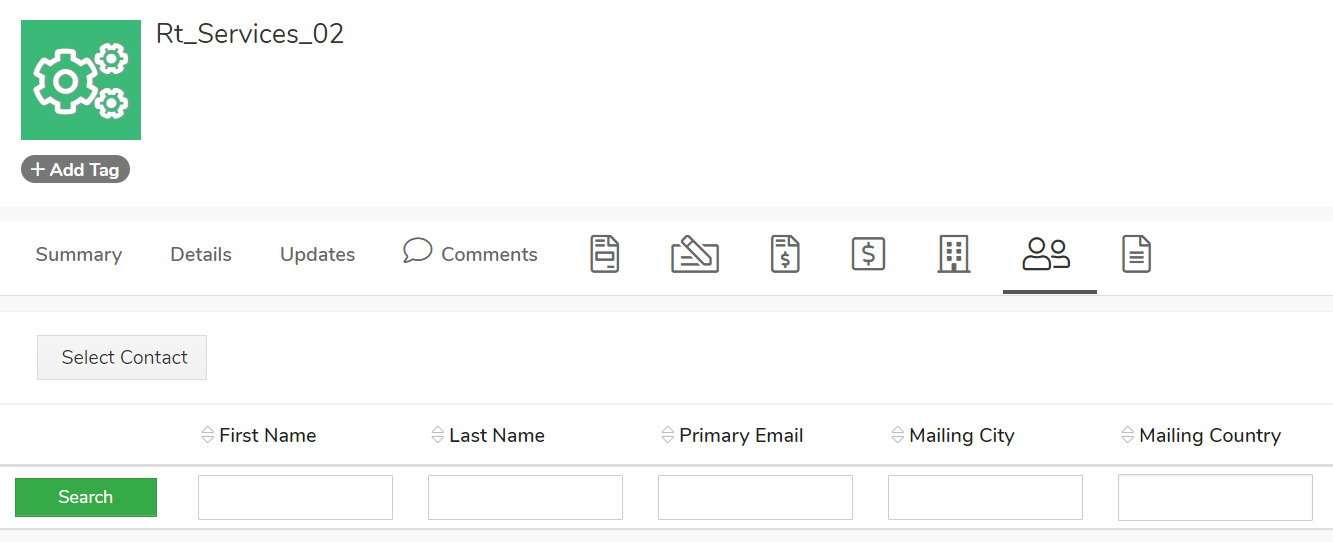 Rt_Services_02
+ Add Tag
Summary Details Updates Comments
Select Contact
First Name Last Name Primary Email Mailing City Mailing Country
Search